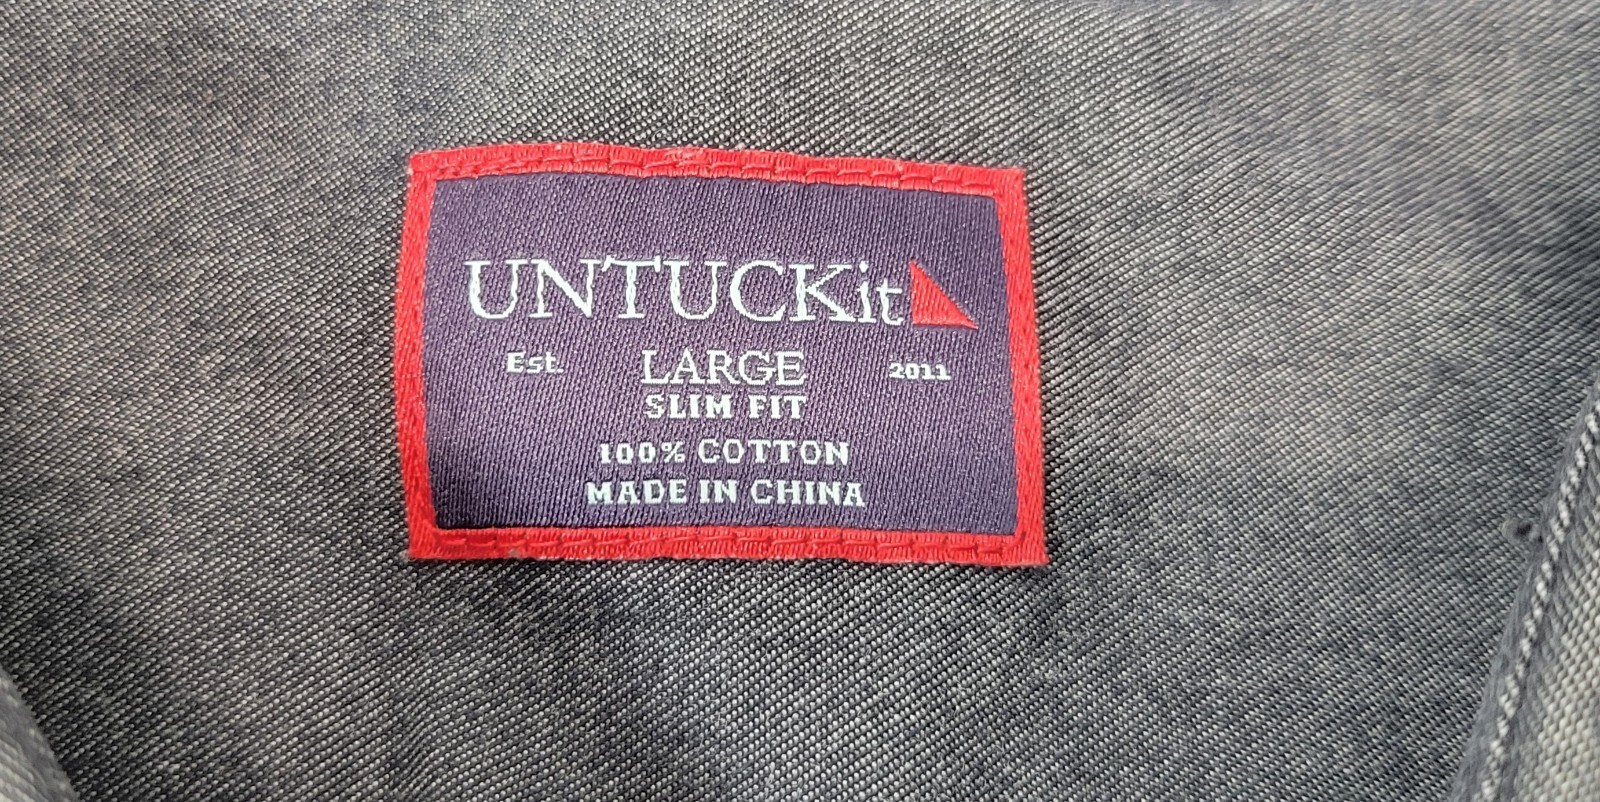 UNTUCKit
Est. LARGE 2011
SLIM FIT
100% COTTON
MADE IN CHINA